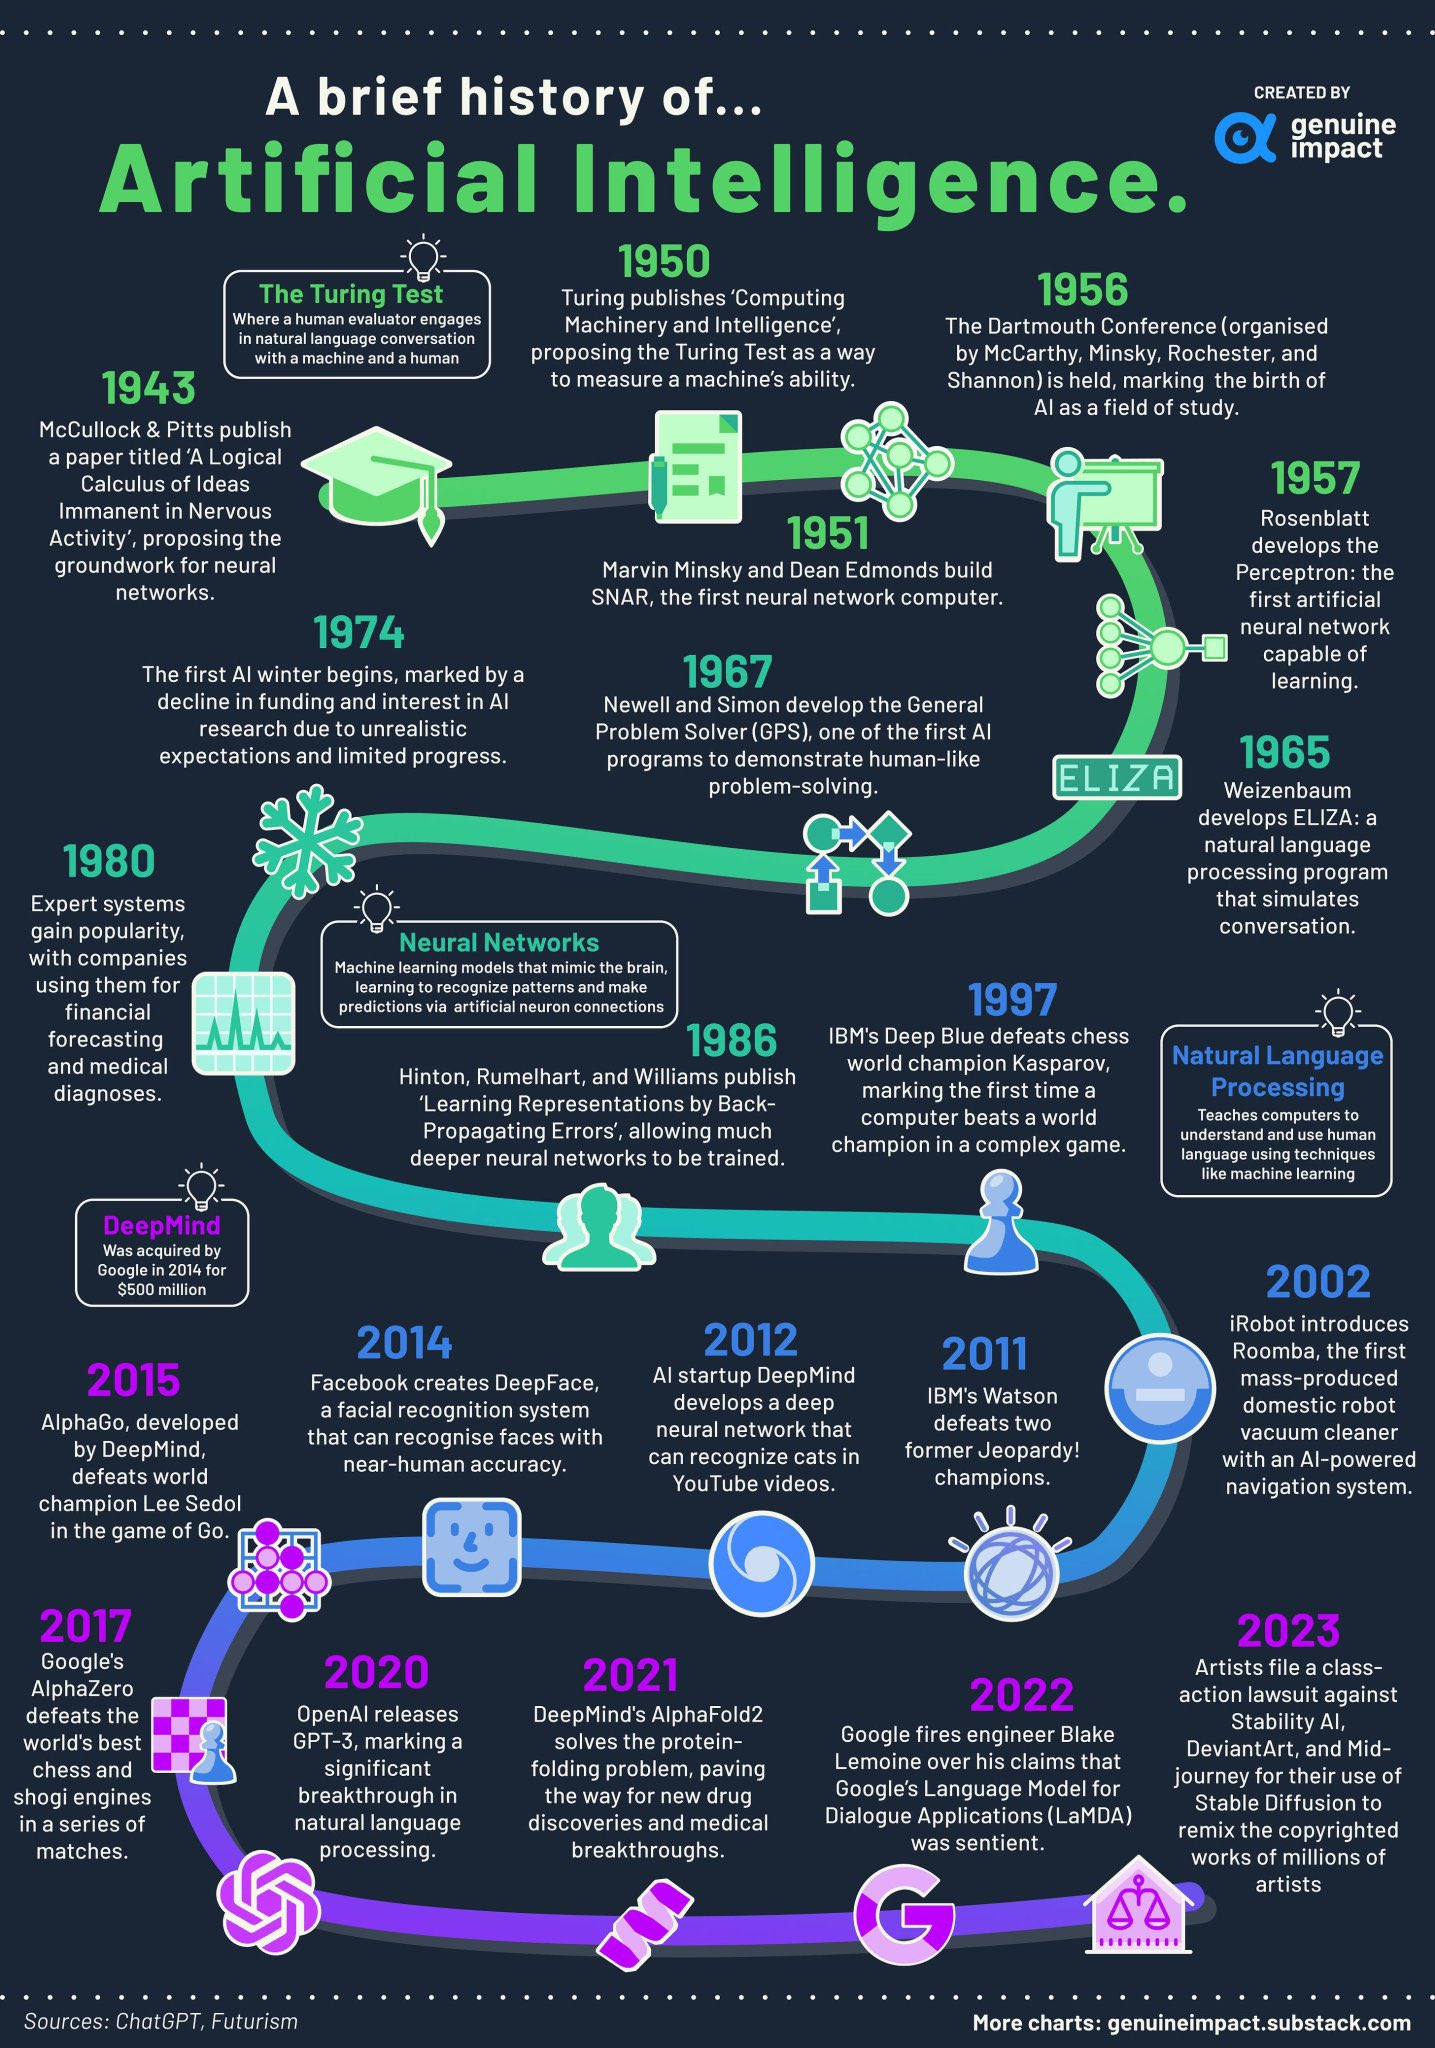 A brief history of...
Artificial Intelligence.
CREATED BY
genuine
impact
The Turing Test
Where a human evaluator engages
in natural language conversation
with a machine and a human
1943
McCullock & Pitts publish
a paper titled ‘A Logical
Calculus of Ideas
Immanent in Nervous
Activity’, proposing the
groundwork for neural
networks.
1950
Turing publishes ‘Computing
Machinery and Intelligence’,
proposing the Turing Test as a way
to measure a machine’s ability.
1951
Marvin Minsky and Dean Edmonds build
SNAR, the first neural network computer.
1956
The Dartmouth Conference (organised
by McCarthy, Minsky, Rochester, and
Shannon) is held, marking the birth of
AI as a field of study.
1957
Rosenblatt
develops the
Perceptron: the
first artificial
neural network
capable of
learning.
ELIZA
1965
Weizenbaum
develops ELIZA: a
natural language
processing program
that simulates
conversation.
1967
Newell and Simon develop the General
Problem Solver (GPS), one of the first AI
programs to demonstrate human-like
problem-solving.
1974
The first AI winter begins, marked by a
decline in funding and interest in AI
research due to unrealistic
expectations and limited progress.
1980
Expert systems
gain popularity,
with companies
using them for
financial
forecasting
and medical
diagnoses.
Neural Networks
Machine learning models that mimic the brain,
learning to recognize patterns and make
predictions via artificial neuron connections
1986
Hinton, Rumelhart, and Williams publish
‘Learning Representations by Back-
Propagating Errors’, allowing much
deeper neural networks to be trained.
1997
IBM's Deep Blue defeats chess
world champion Kasparov,
marking the first time a
computer beats a world
champion in a complex game.
Natural Language
Processing
Teaches computers to
understand and use human
language using techniques
like machine learning
2002
iRobot introduces
Roomba, the first
mass-produced
domestic robot
vacuum cleaner
with an AI-powered
navigation system.
2011
IBM's Watson
defeats two
former Jeopardy!
champions.
2012
AI startup DeepMind
develops a deep
neural network that
can recognize cats in
YouTube videos.
2014
Facebook creates DeepFace,
a facial recognition system
that can recognise faces with
near-human accuracy.
DeepMind
Was acquired by
Google in 2014 for
$500 million
2015
AlphaGo, developed
by DeepMind,
defeats world
champion Lee Sedol
in the game of Go.
2017
Google's
AlphaZero
defeats the
world's best
chess and
shogi engines
in a series of
matches.
2020
OpenAI releases
GPT-3, marking a
significant
breakthrough in
natural language
processing.
2021
DeepMind's AlphaFold2
solves the protein-
folding problem, paving
the way for new drug
discoveries and medical
breakthroughs.
2022
Google fires engineer Blake
Lemoine over his claims that
Google’s Language Model for
Dialogue Applications (LaMDA)
was sentient.
2023
Artists file a class-
action lawsuit against
Stability AI,
DeviantArt, and Mid-
journey for their use of
Stable Diffusion to
remix the copyrighted
works of millions of
artists
Sources: ChatGPT, Futurism
More charts: genuineimpact.substack.com